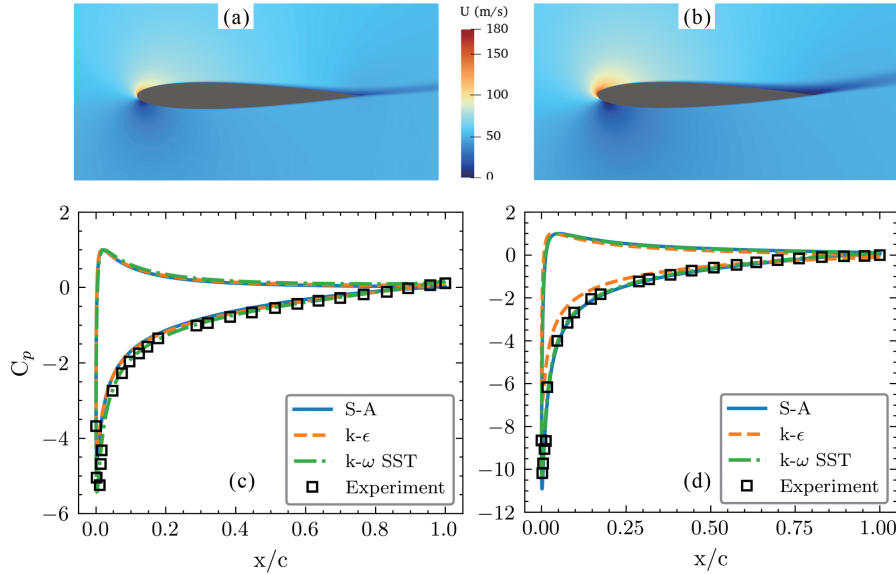 (a)
U (m/s)
180
150
100
50
0
(b)
2
0
−2
−4
−6
C_p
0.0 0.2 0.4 0.6 0.8 1.0
x/c
S-A
k-ϵ
k-ω SST
Experiment
(c)
2
0
−2
−4
−6
−8
−10
−12
0.00 0.25 0.50 0.75 1.00
x/c
S-A
k-ϵ
k-ω SST
Experiment
(d)